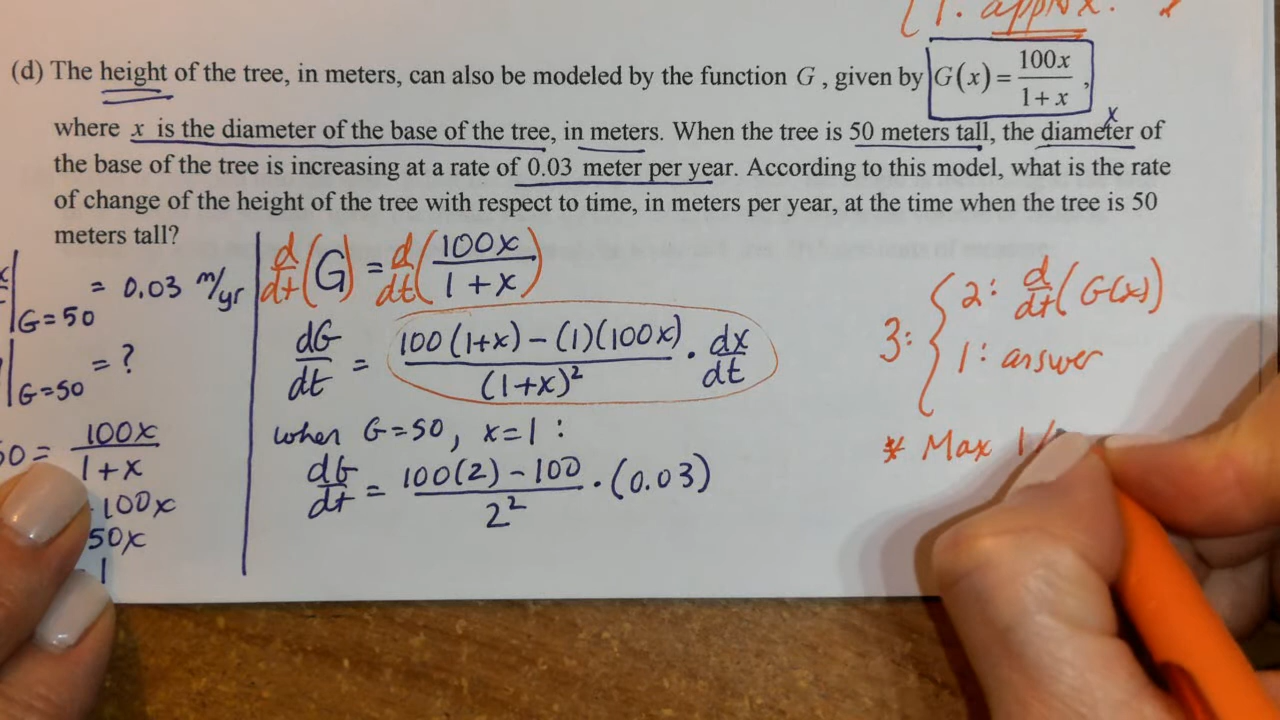 1. approx.
(d) The height of the tree, in meters, can also be modeled by the function G, given by G(x) = 100x / 1 + x ,
where x is the diameter of the base of the tree, in meters. When the tree is 50 meters tall, the diameter of
x
the base of the tree is increasing at a rate of 0.03 meter per year. According to this model, what is the rate
of change of the height of the tree with respect to time, in meters per year, at the time when the tree is 50
meters tall?
|G=50 = 0.03 m/yr
|G=50 = ?
50 = 100x / 1+x
100x
50x
1
d/dt (G) = d/dt (100x / 1+x)
dG/dt = 100(1+x) - (1)(100x) / (1+x)² · dx/dt
when G=50, x=1 :
dG/dt = 100(2) - 100 / 2² · (0.03)
3: { 2: d/dt (G(x))
1: answer
* Max 1/